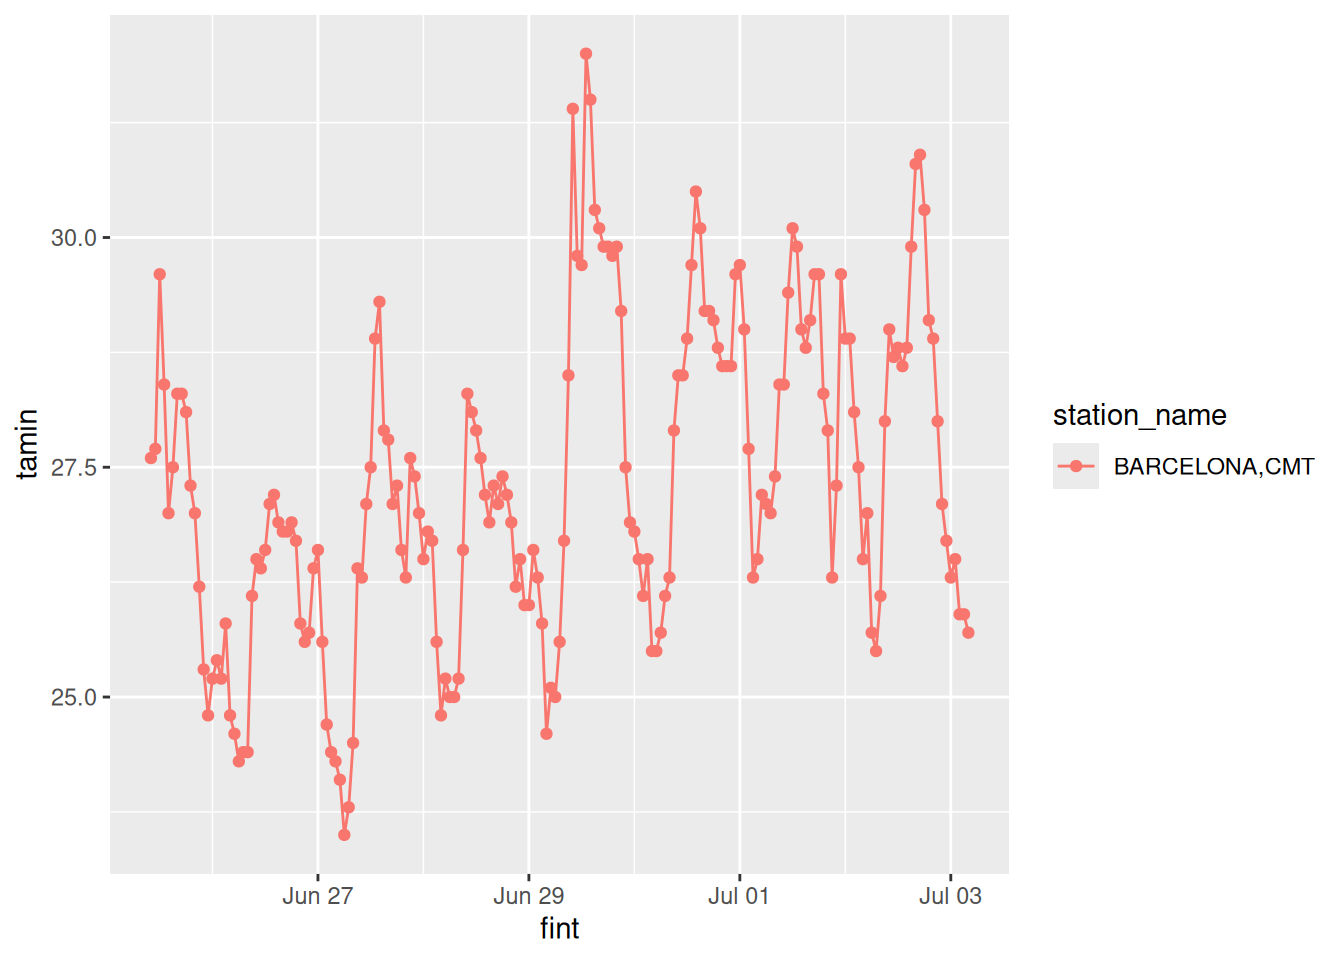 30.0
27.5
25.0
tamin
Jun 27
Jun 29
Jul 01
Jul 03
fint
station_name
BARCELONA,CMT